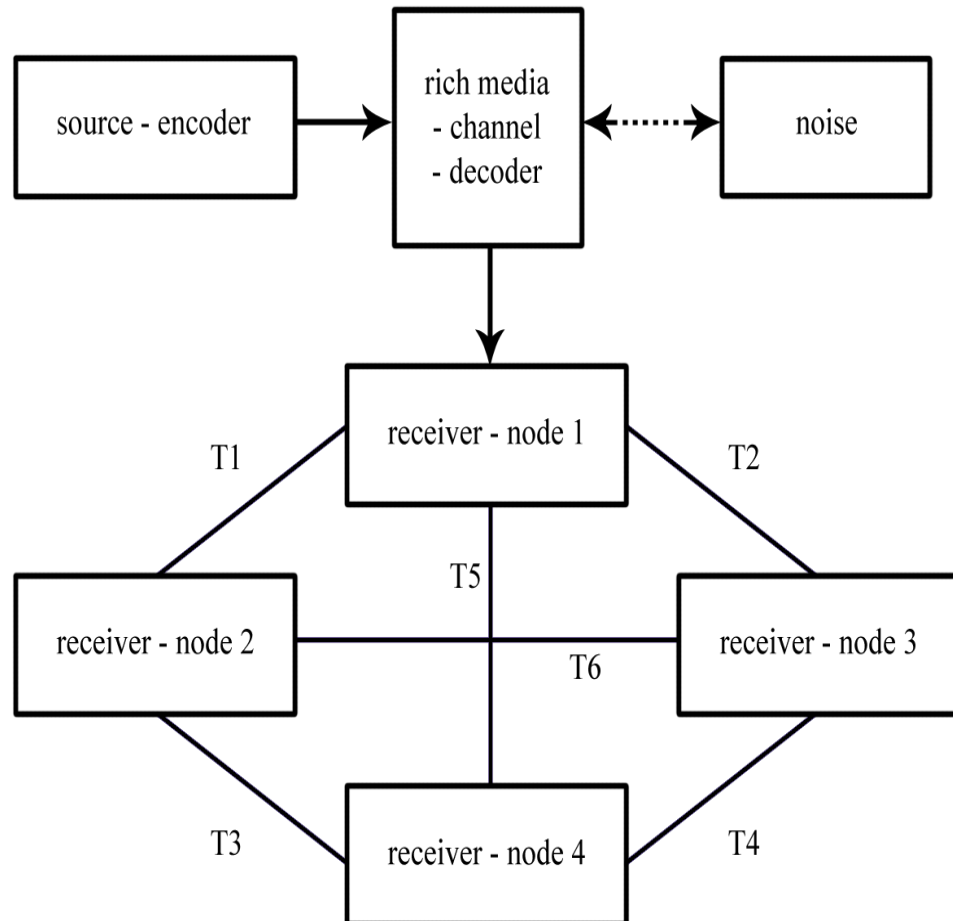 source - encoder
rich media
- channel
- decoder
noise
receiver - node 1
T1
T2
T5
receiver - node 2
receiver - node 3
T6
T3
T4
receiver - node 4